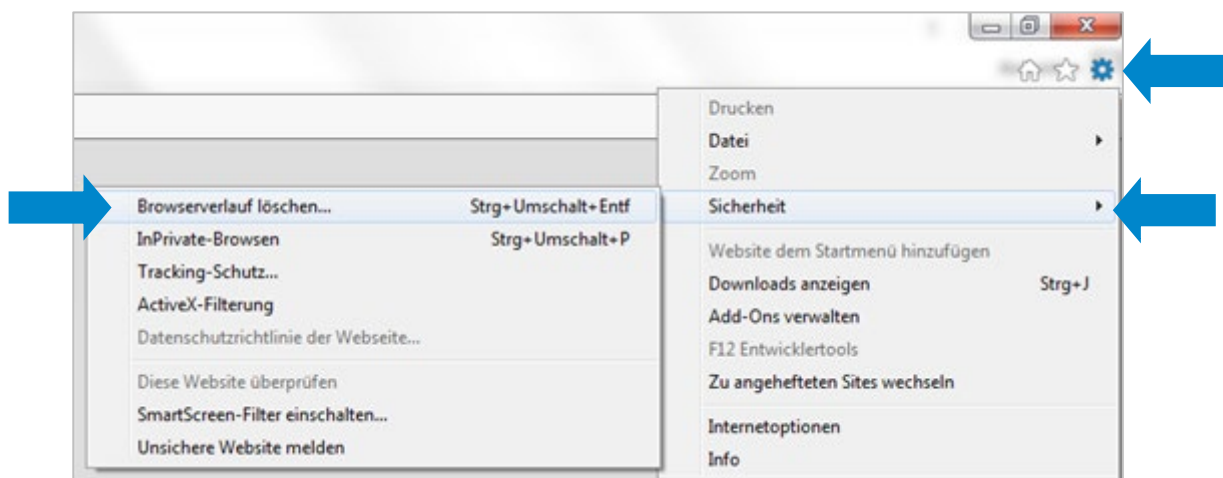 Drucken
Datei
Zoom
Sicherheit
Website dem Startmenü hinzufügen
Downloads anzeigen Strg+J
Add-Ons verwalten
F12 Entwicklertools
Zu angehefteten Sites wechseln
Internetoptionen
Info
Browserverlauf löschen... Strg+Umschalt+Entf
InPrivate-Browsen Strg+Umschalt+P
Tracking-Schutz...
ActiveX-Filterung
Datenschutzrichtlinie der Webseite...
Diese Website überprüfen
SmartScreen-Filter einschalten...
Unsichere Website melden